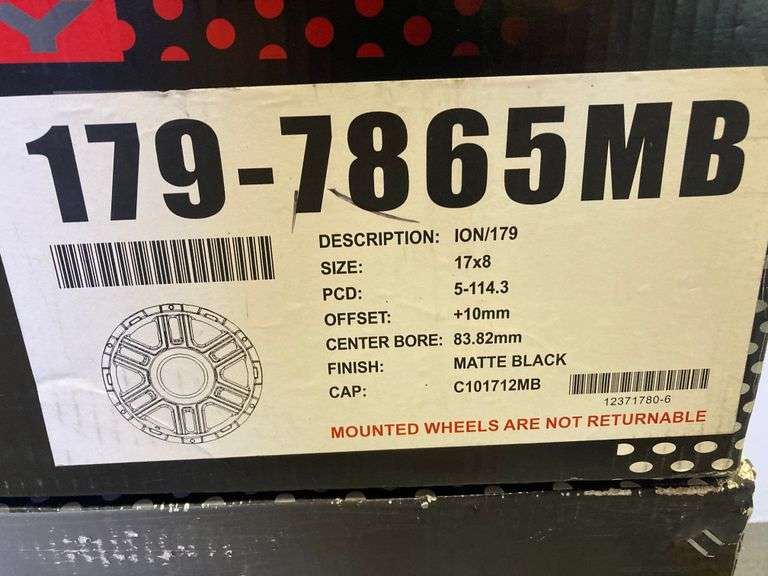 Y
179-7865MB
DESCRIPTION: ION/179
SIZE: 17x8
PCD: 5-114.3
OFFSET: +10mm
CENTER BORE: 83.82mm
FINISH: MATTE BLACK
CAP: C101712MB
12371780-6
MOUNTED WHEELS ARE NOT RETURNABLE